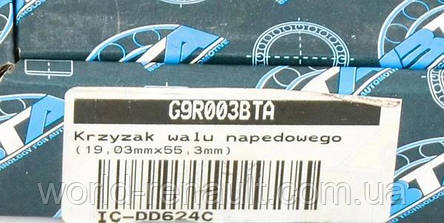 G9R003BTA
Krzyzak walu napedowego
(19,03mmx55,3mm)
IC-DD624C
world-renault.com.ua